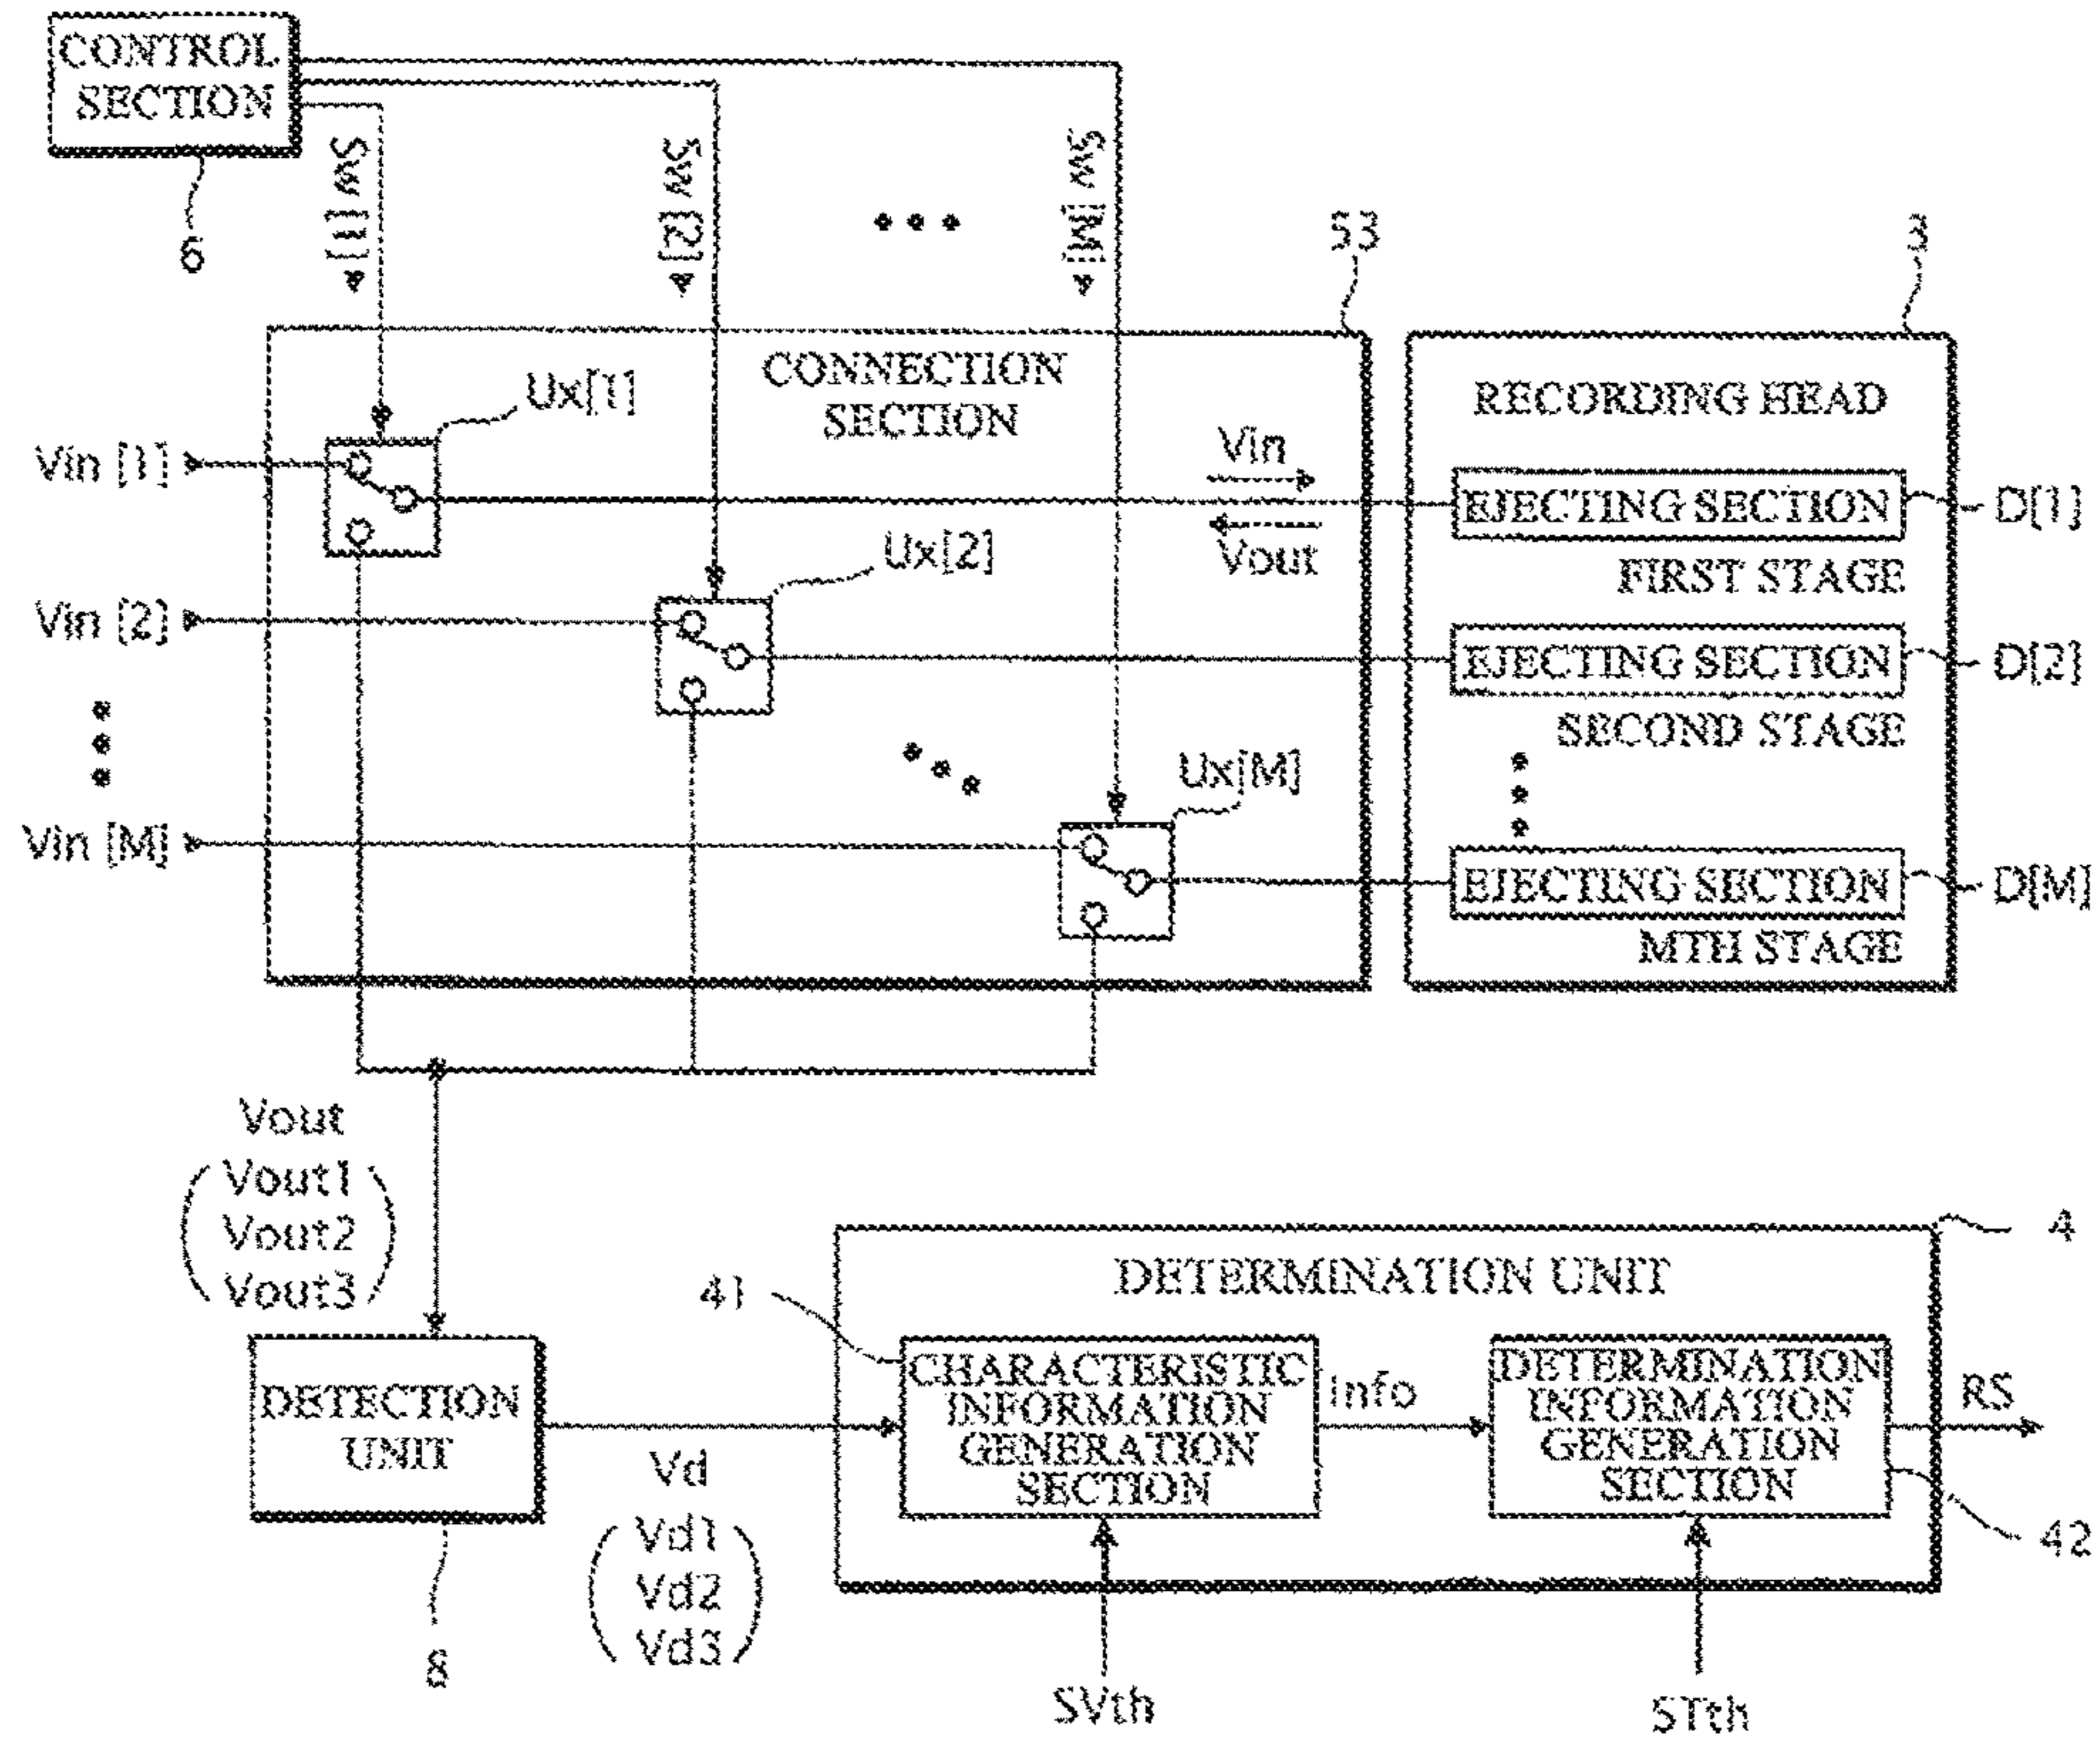 CONTROL
SECTION
6
Sw [1]
Sw [2]
Sw [M]
53
3
CONNECTION
SECTION
RECORDING HEAD
Ux[1]
Vin [1]
Vin
Vout
EJECTING SECTION
D[1]
FIRST STAGE
Ux[2]
Vin [2]
EJECTING SECTION
D[2]
SECOND STAGE
Ux[M]
Vin [M]
EJECTING SECTION
D[M]
MTH STAGE
Vout
Vout1
Vout2
Vout3
4
DETERMINATION UNIT
41
DETECTION
UNIT
8
Vd
Vd1
Vd2
Vd3
CHARACTERISTIC
INFORMATION
GENERATION
SECTION
Info
DETERMINATION
INFORMATION
GENERATION
SECTION
RS
42
SVth
STth